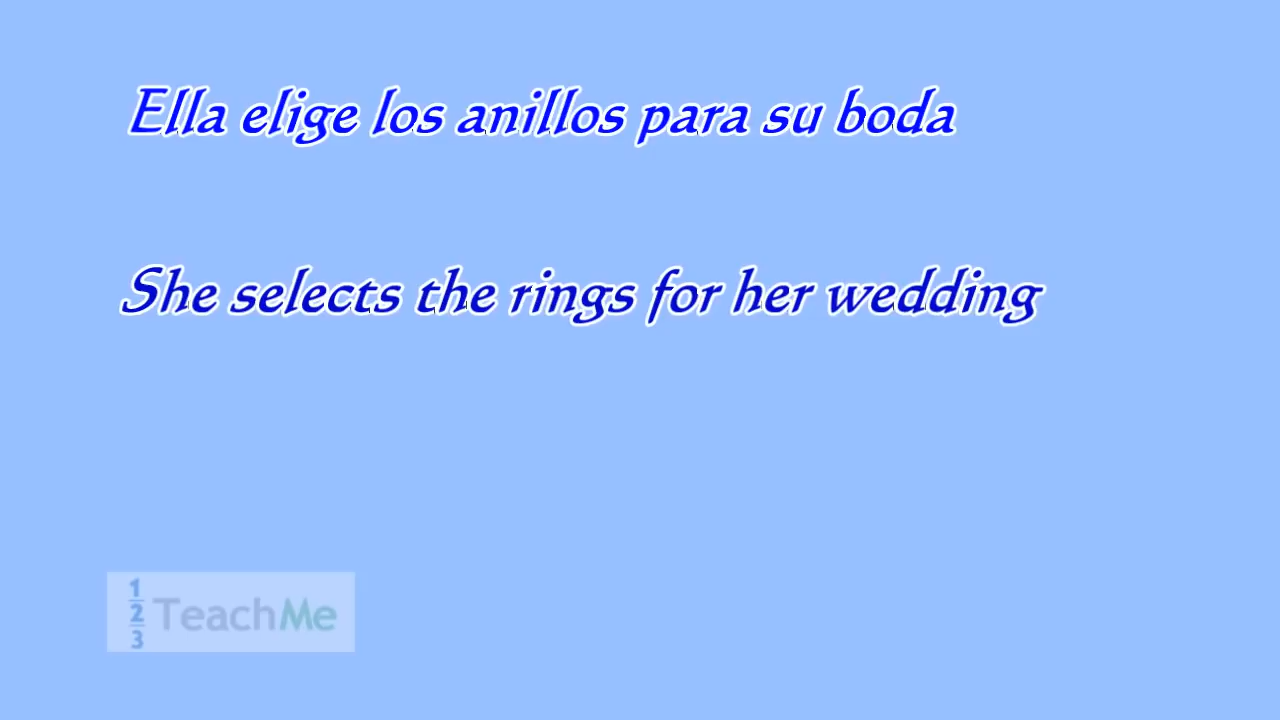 Ella elige los anillos para su boda
She selects the rings for her wedding
1
2
3
TeachMe